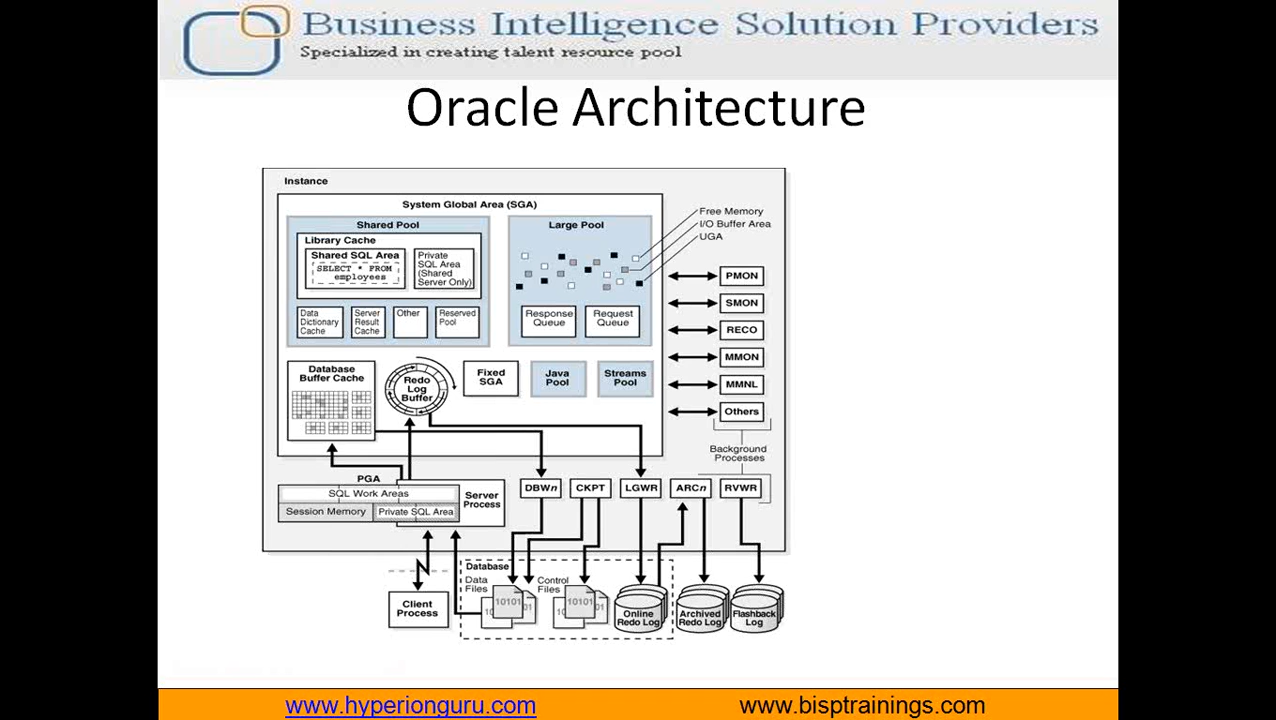 Business Intelligence Solution Providers
Specialized in creating talent resource pool
Oracle Architecture
Instance
System Global Area (SGA)
Shared Pool
Library Cache
Shared SQL Area
SELECT * FROM
employees
Private
SQL Area
(Shared
Server Only)
Data
Dictionary
Cache
Server
Result
Cache
Other
Reserved
Pool
Large Pool
Response
Queue
Request
Queue
Free Memory
I/O Buffer Area
UGA
PMON
SMON
RECO
MMON
MMNL
Others
Background
Processes
Database
Buffer Cache
Redo
Log
Buffer
Fixed
SGA
Java
Pool
Streams
Pool
PGA
SQL Work Areas
Session Memory
Private SQL Area
Server
Process
DBWn
CKPT
LGWR
ARCn
RVWR
Client
Process
Database
Data
Files
10101
Control
Files
10101
Online
Redo Log
Archived
Redo Log
Flashback
Log
www.hyperionguru.com
www.bisptrainings.com